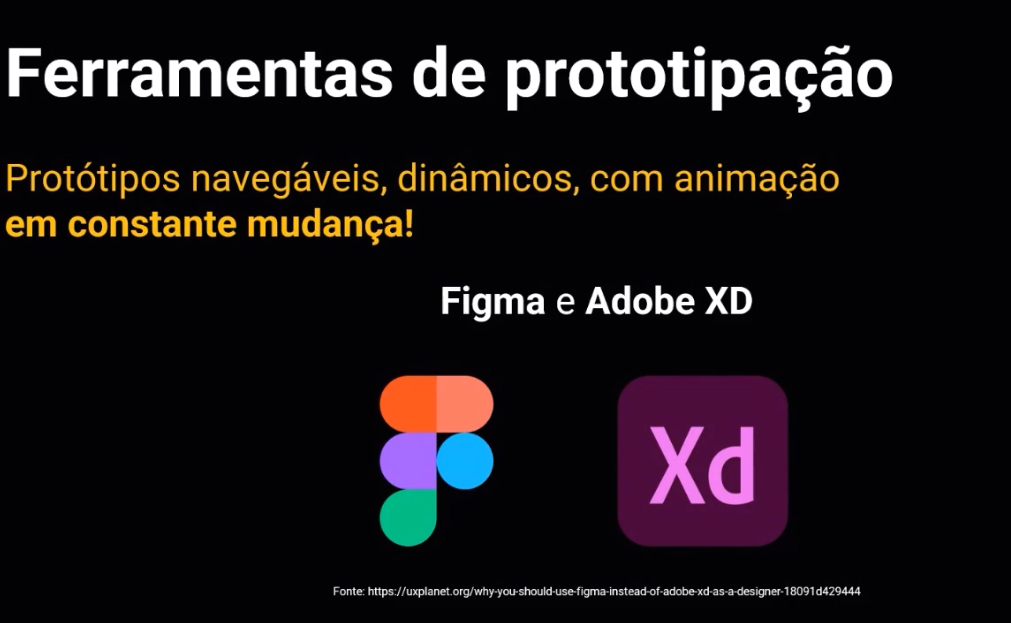 Ferramentas de prototipação
Protótipos navegáveis, dinâmicos, com animação
em constante mudança!
Figma e Adobe XD
Xd
Fonte: https://uxplanet.org/why-you-should-use-figma-instead-of-adobe-xd-as-a-designer-18091d429444